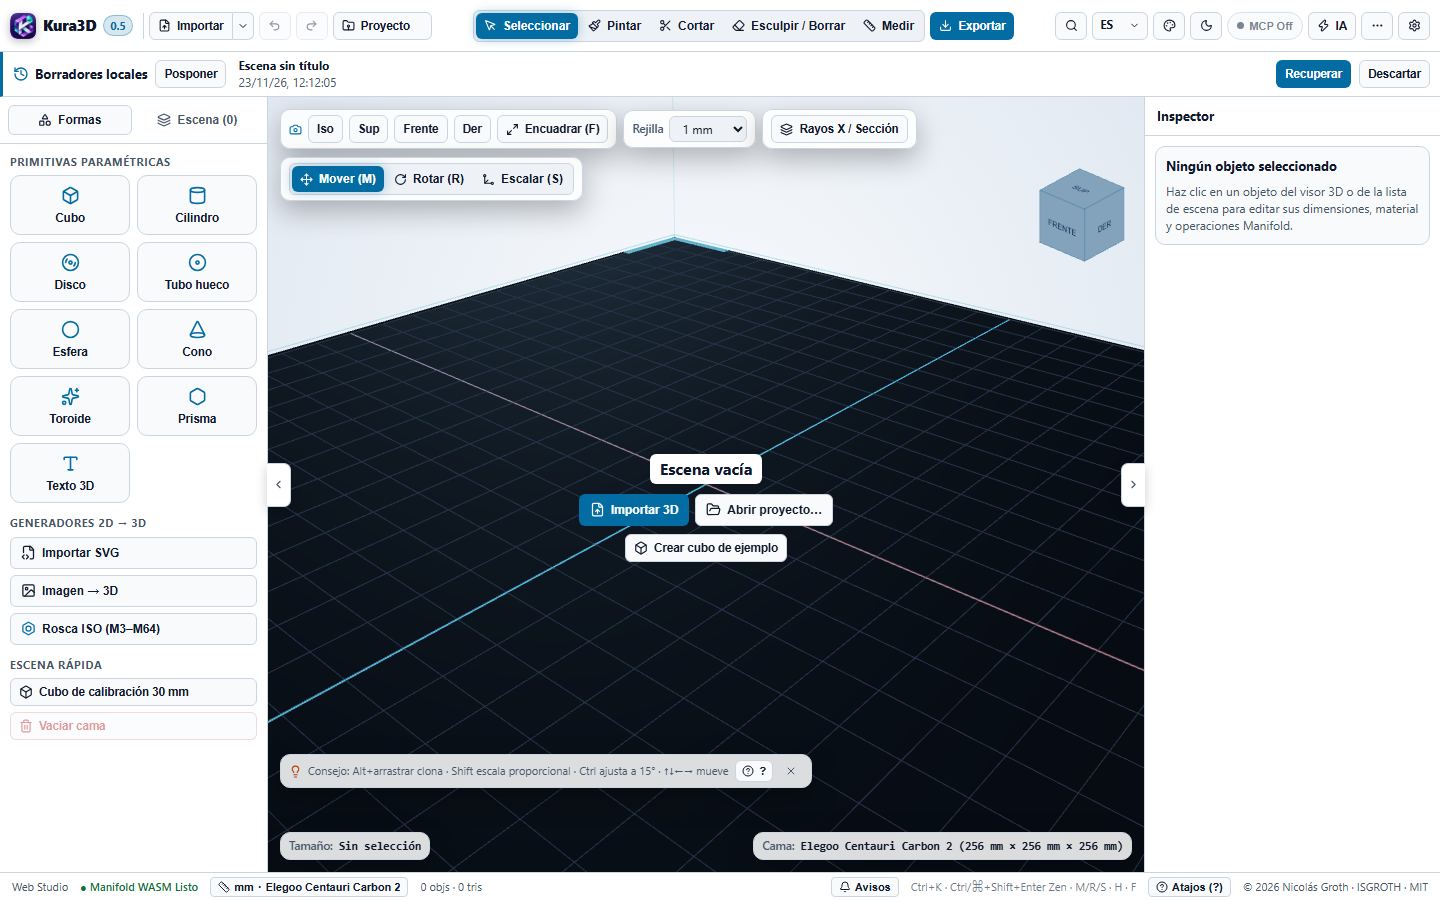 Kura3D 0.5 Importar Proyecto Seleccionar Pintar Cortar Esculpir / Borrar Medir Exportar ES MCP Off IA
Borradores locales Posponer Escena sin título Recuperar Descartar
23/11/26, 12:12:05
Formas Escena (0)
PRIMITIVAS PARAMÉTRICAS
Cubo Cilindro
Disco Tubo hueco
Esfera Cono
Toroide Prisma
Texto 3D
GENERADORES 2D → 3D
Importar SVG
Imagen → 3D
Rosca ISO (M3–M64)
ESCENA RÁPIDA
Cubo de calibración 30 mm
Vaciar cama
Iso Sup Frente Der Encuadrar (F) Rejilla 1 mm Rayos X / Sección
Mover (M) Rotar (R) Escalar (S)
SUP
FRENTE DER
Escena vacía
Importar 3D Abrir proyecto...
Crear cubo de ejemplo
Consejo: Alt+arrastrar clona · Shift escala proporcional · Ctrl ajusta a 15° · ↑↓←→ mueve ?
Tamaño: Sin selección
Cama: Elegoo Centauri Carbon 2 (256 mm × 256 mm × 256 mm)
Inspector
Ningún objeto seleccionado
Haz clic en un objeto del visor 3D o de la lista
de escena para editar sus dimensiones, material
y operaciones Manifold.
Web Studio ● Manifold WASM Listo mm · Elegoo Centauri Carbon 2 0 objs · 0 tris Avisos Ctrl+K · Ctrl/⌘+Shift+Enter Zen · M/R/S · H · F Atajos (?) © 2026 Nicolás Groth · ISGROTH · MIT